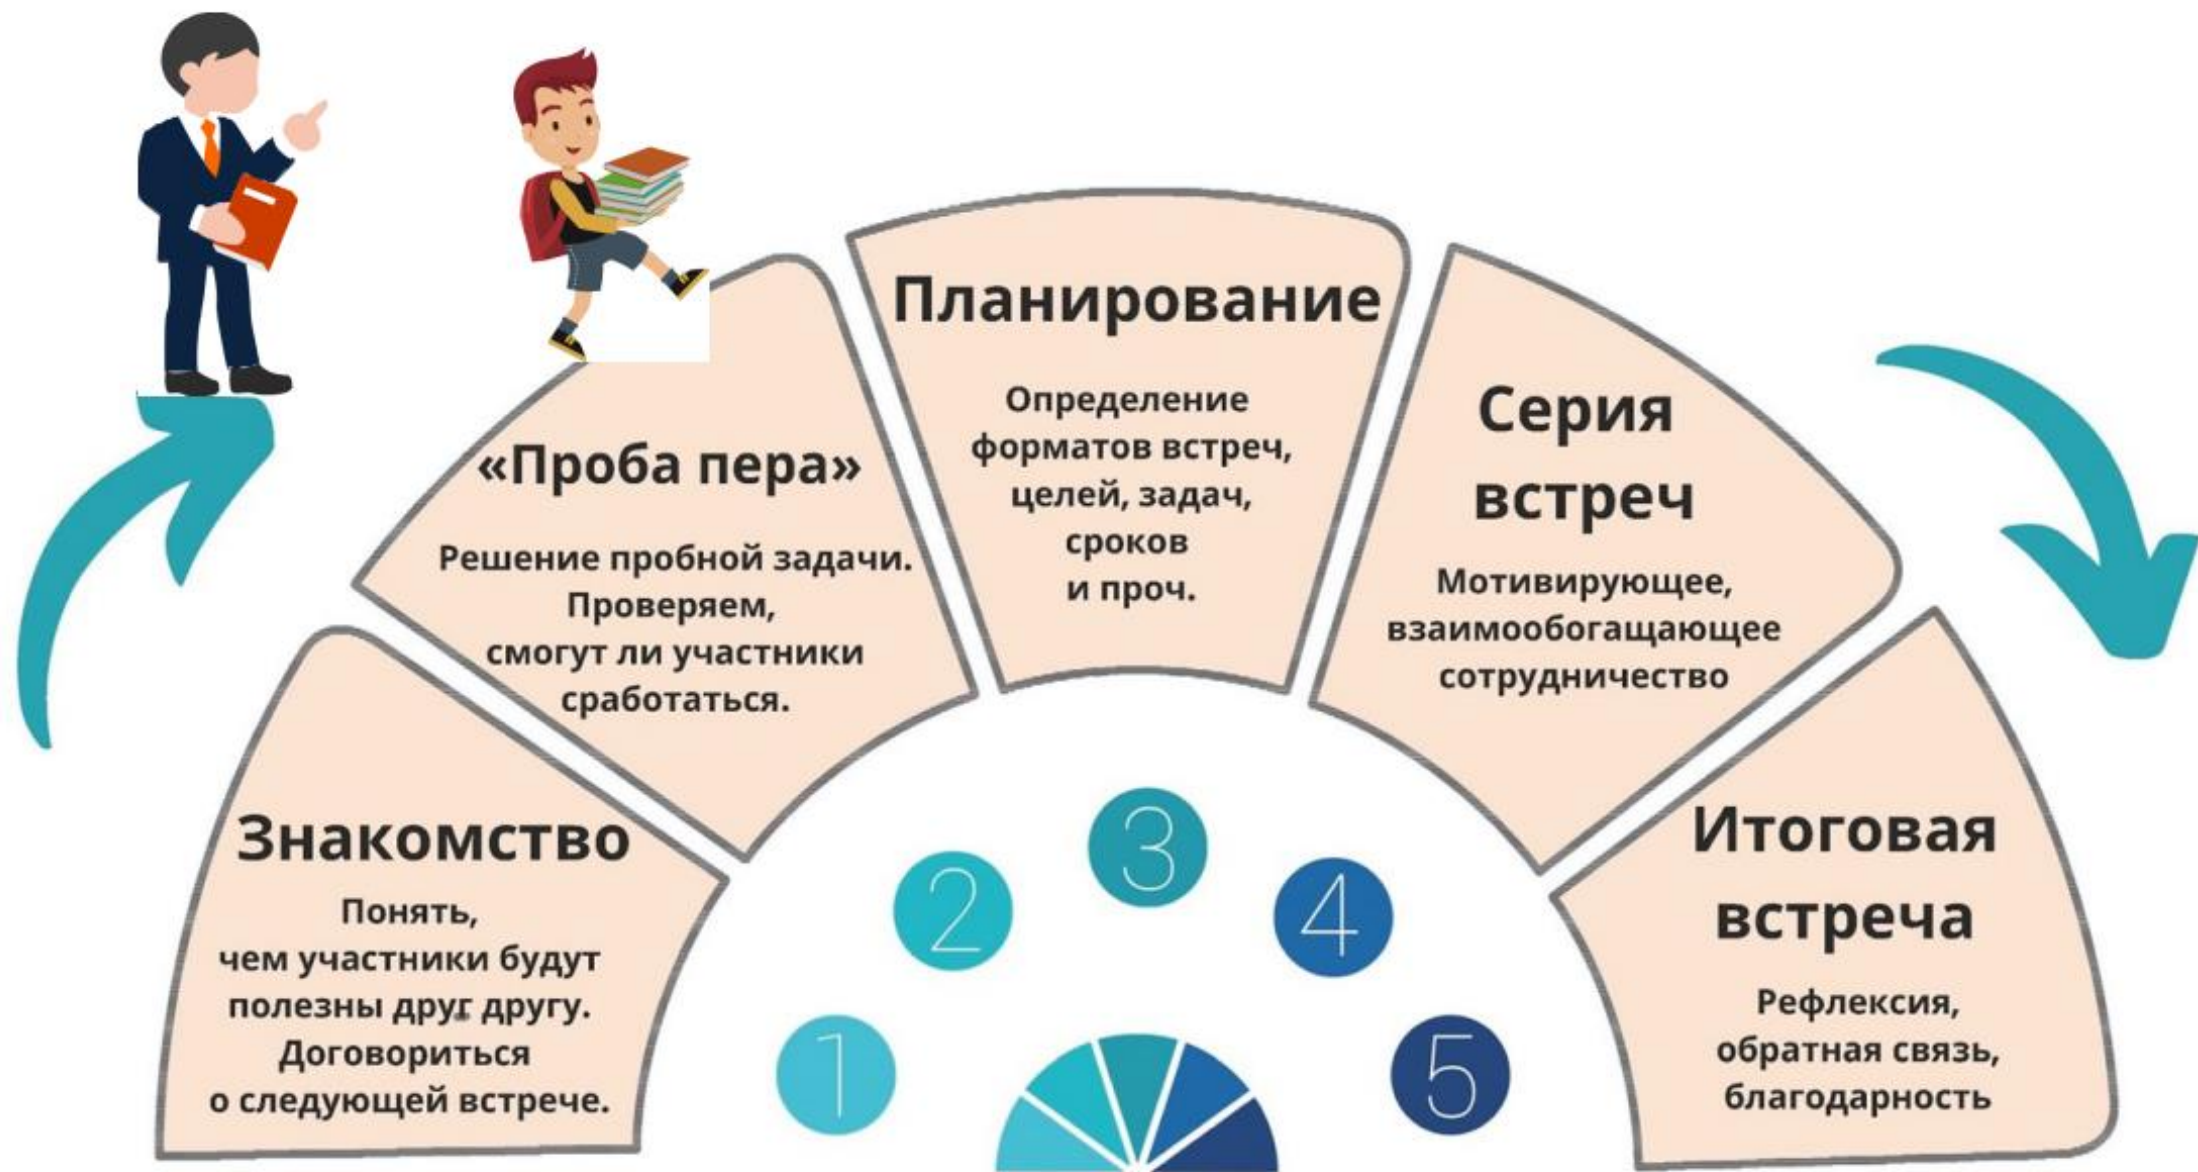 Знакомство
Понять,
чем участники будут
полезны друг другу.
Договориться
о следующей встрече.
«Проба пера»
Решение пробной задачи.
Проверяем,
смогут ли участники
сработаться.
Планирование
Определение
форматов встреч,
целей, задач,
сроков
и проч.
Серия
встреч
Мотивирующее,
взаимообогащающее
сотрудничество
Итоговая
встреча
Рефлексия,
обратная связь,
благодарность
1
2
3
4
5